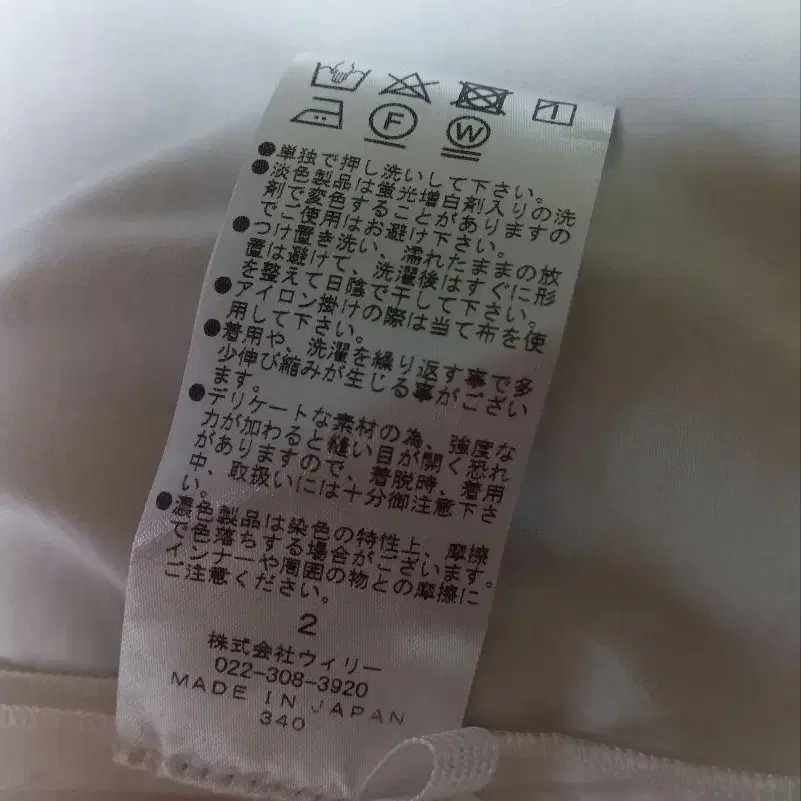 F W
●単独で押し洗いして下さい。
●淡色製品は蛍光増白剤入りの洗
剤で変色することがありますの
でご使用はお避け下さい。
●つけ置き洗い、濡れたままの放
置は避けて、洗濯後はすぐに形
を整えて日陰で干して下さい。
●アイロン掛けの際は当て布を使
用して下さい。
●着用や、洗濯を繰り返す事で多
少伸び縮みが生じる事がござい
ます。
●デリケートな素材の為、強度な
力が加わると縫い目が開く恐れ
がありますので、着脱時、着用
中、取扱いには十分御注意下さ
い。
●濃色製品は染色の特性上、摩擦
で色落ちする場合がございます。
インナーや周囲の物との摩擦に
ご注意ください。
2
株式会社ウィリー
022-308-3920
MADE IN JAPAN
340